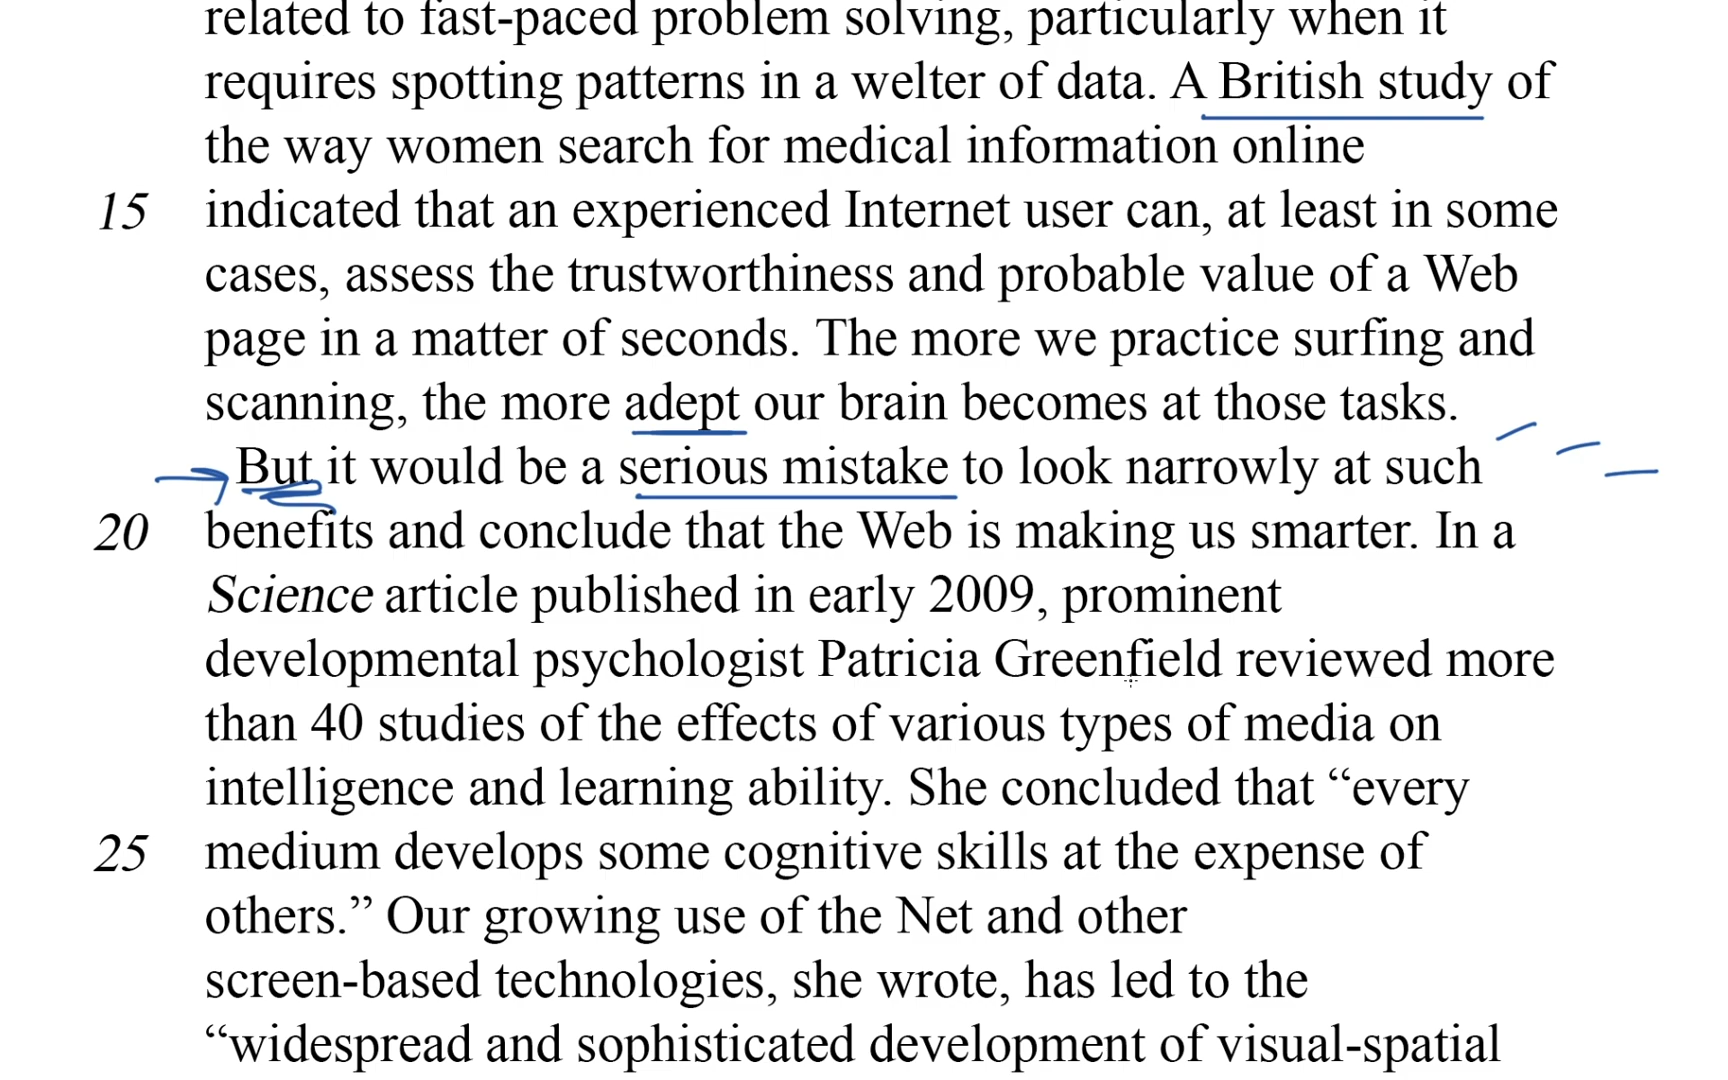 related to fast-paced problem solving, particularly when it
requires spotting patterns in a welter of data. A British study of
the way women search for medical information online
15 indicated that an experienced Internet user can, at least in some
cases, assess the trustworthiness and probable value of a Web
page in a matter of seconds. The more we practice surfing and
scanning, the more adept our brain becomes at those tasks.
But it would be a serious mistake to look narrowly at such
20 benefits and conclude that the Web is making us smarter. In a
Science article published in early 2009, prominent
developmental psychologist Patricia Greenfield reviewed more
than 40 studies of the effects of various types of media on
intelligence and learning ability. She concluded that “every
25 medium develops some cognitive skills at the expense of
others.” Our growing use of the Net and other
screen-based technologies, she wrote, has led to the
“widespread and sophisticated development of visual-spatial